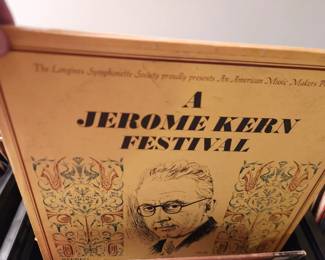 The Longines Symphonette Society proudly presents An American Music Makers
A
JEROME KERN
FESTIVAL